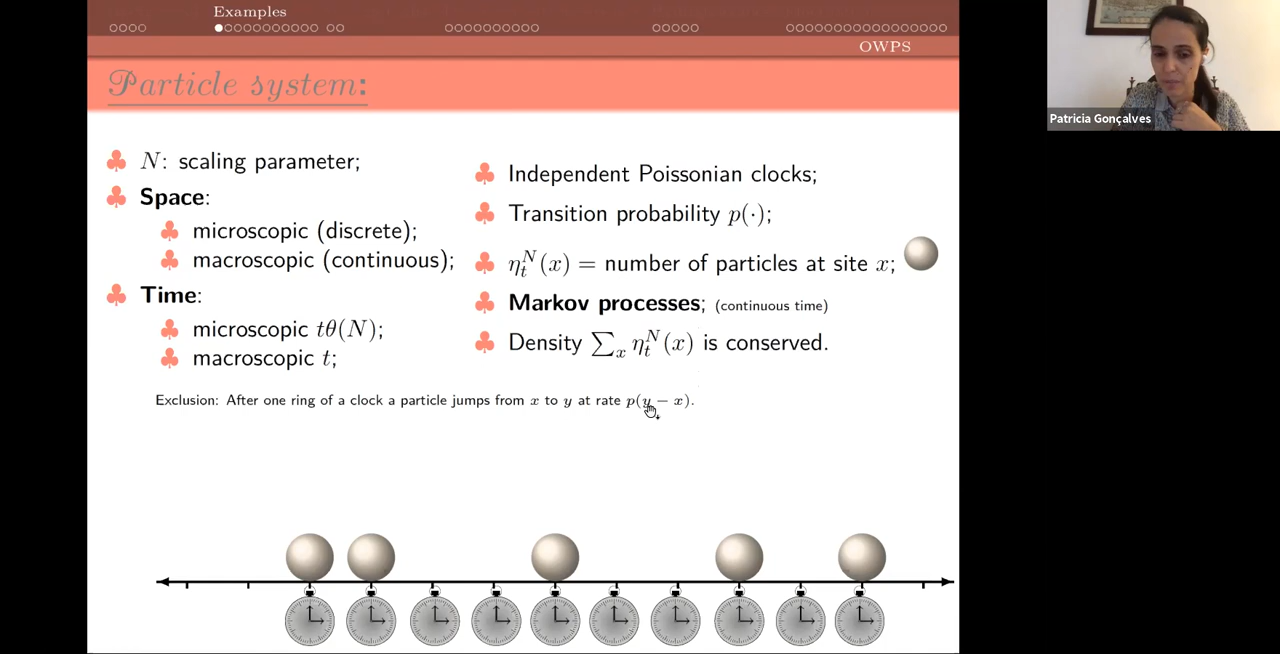 Examples
OWPS
Particle system:
N: scaling parameter;
Space:
microscopic (discrete);
macroscopic (continuous);
Time:
microscopic tθ(N);
macroscopic t;
Independent Poissonian clocks;
Transition probability p(·);
η_t^N(x) = number of particles at site x;
Markov processes; (continuous time)
Density ∑_x η_t^N(x) is conserved.
Exclusion: After one ring of a clock a particle jumps from x to y at rate p(y − x).
Patricia Gonçalves